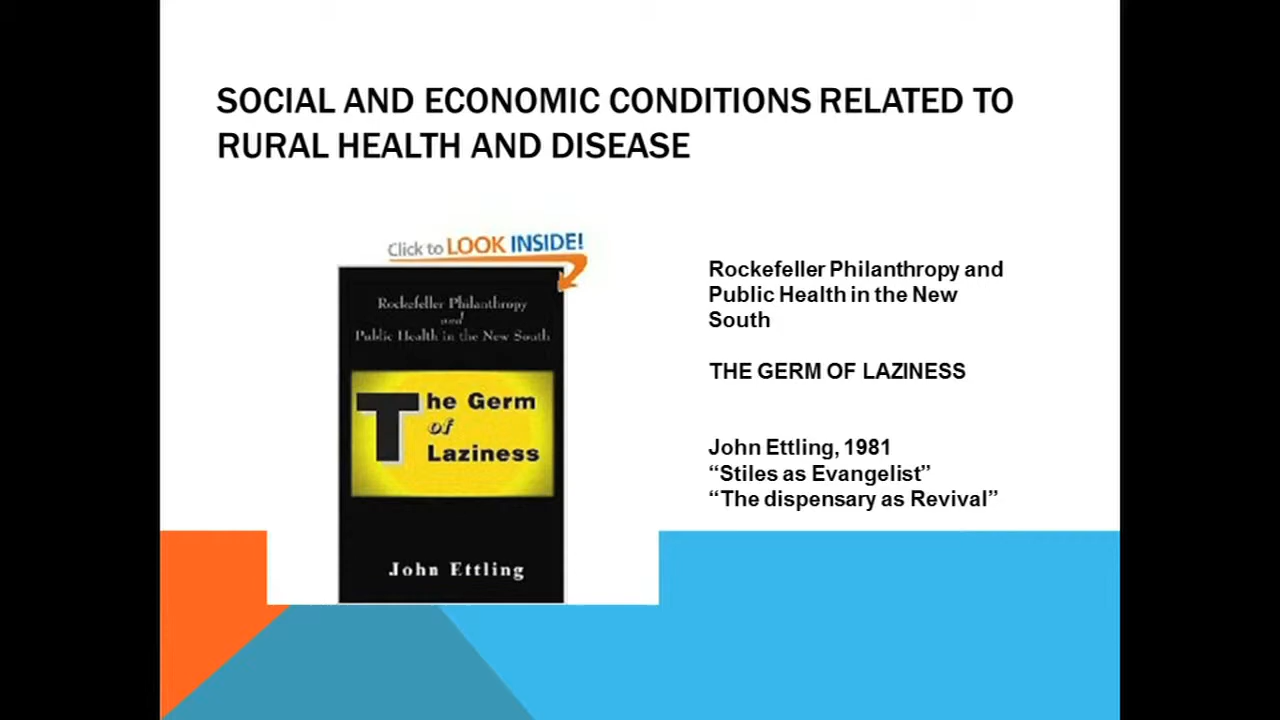 SOCIAL AND ECONOMIC CONDITIONS RELATED TO
RURAL HEALTH AND DISEASE
Click to LOOK INSIDE!
Rockefeller Philanthropy
and
Public Health in the New South
The Germ
of
Laziness
John Ettling
Rockefeller Philanthropy and
Public Health in the New
South
THE GERM OF LAZINESS
John Ettling, 1981
“Stiles as Evangelist”
“The dispensary as Revival”